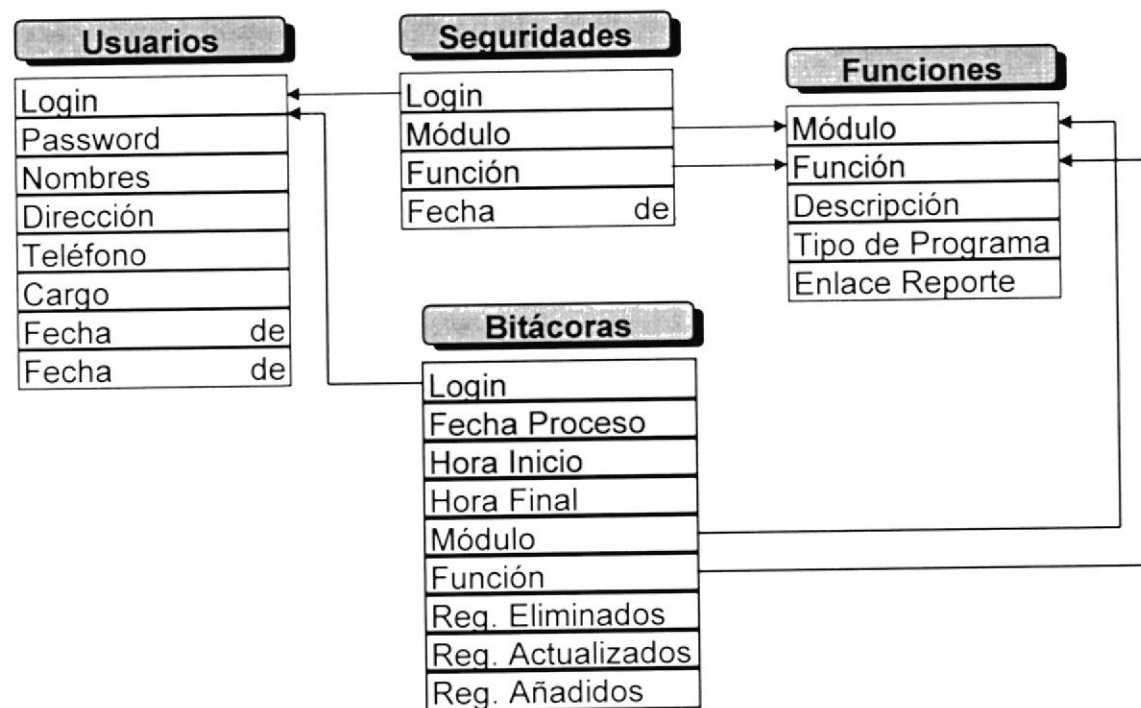 Usuarios
Login
Password
Nombres
Dirección
Teléfono
Cargo
Fecha de
Fecha de
Seguridades
Login
Módulo
Función
Fecha de
Funciones
Módulo
Función
Descripción
Tipo de Programa
Enlace Reporte
Bitácoras
Login
Fecha Proceso
Hora Inicio
Hora Final
Módulo
Función
Reg. Eliminados
Reg. Actualizados
Reg. Añadidos